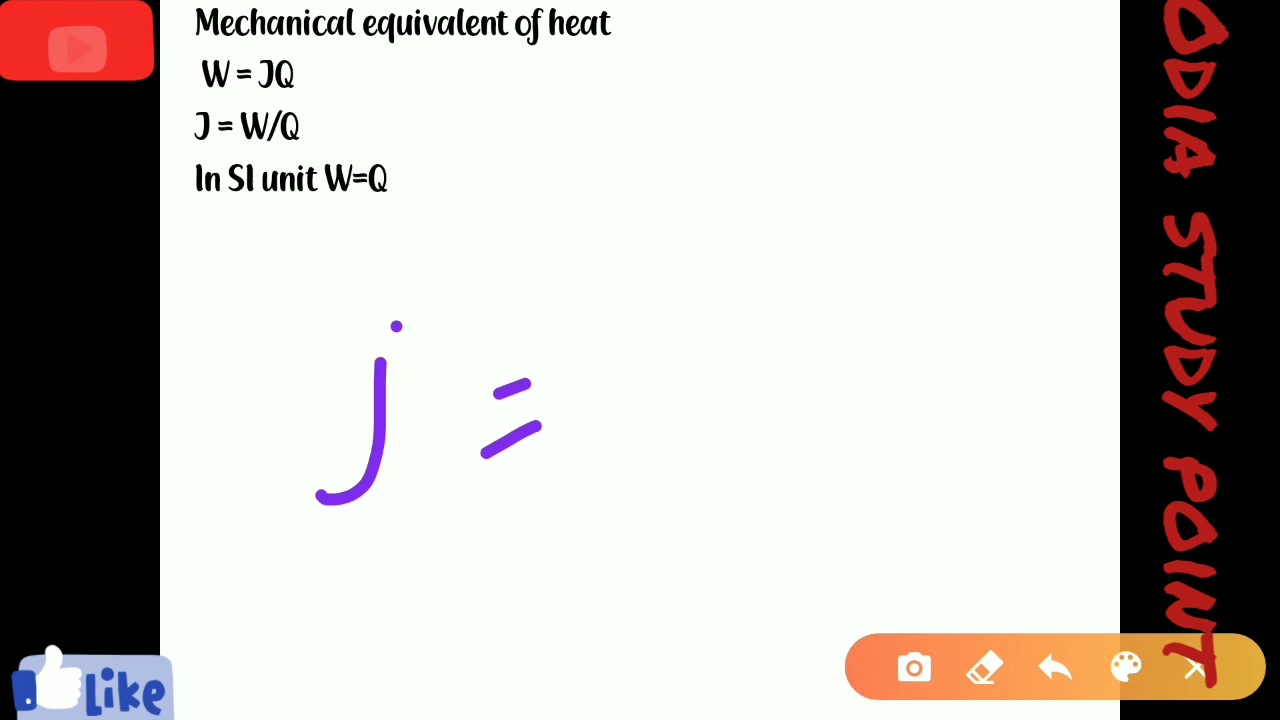 Mechanical equivalent of heat
W = JQ
J = W/Q
In SI unit W=Q
j =
ODIA STUDY POINT
Like